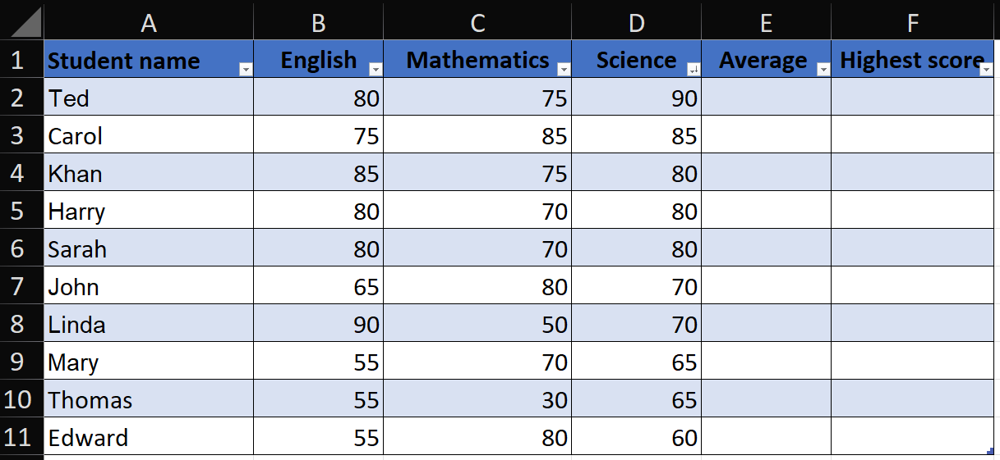 A B C D E F
1 Student name English Mathematics Science Average Highest score
2 Ted 80 75 90
3 Carol 75 85 85
4 Khan 85 75 80
5 Harry 80 70 80
6 Sarah 80 70 80
7 John 65 80 70
8 Linda 90 50 70
9 Mary 55 70 65
10 Thomas 55 30 65
11 Edward 55 80 60